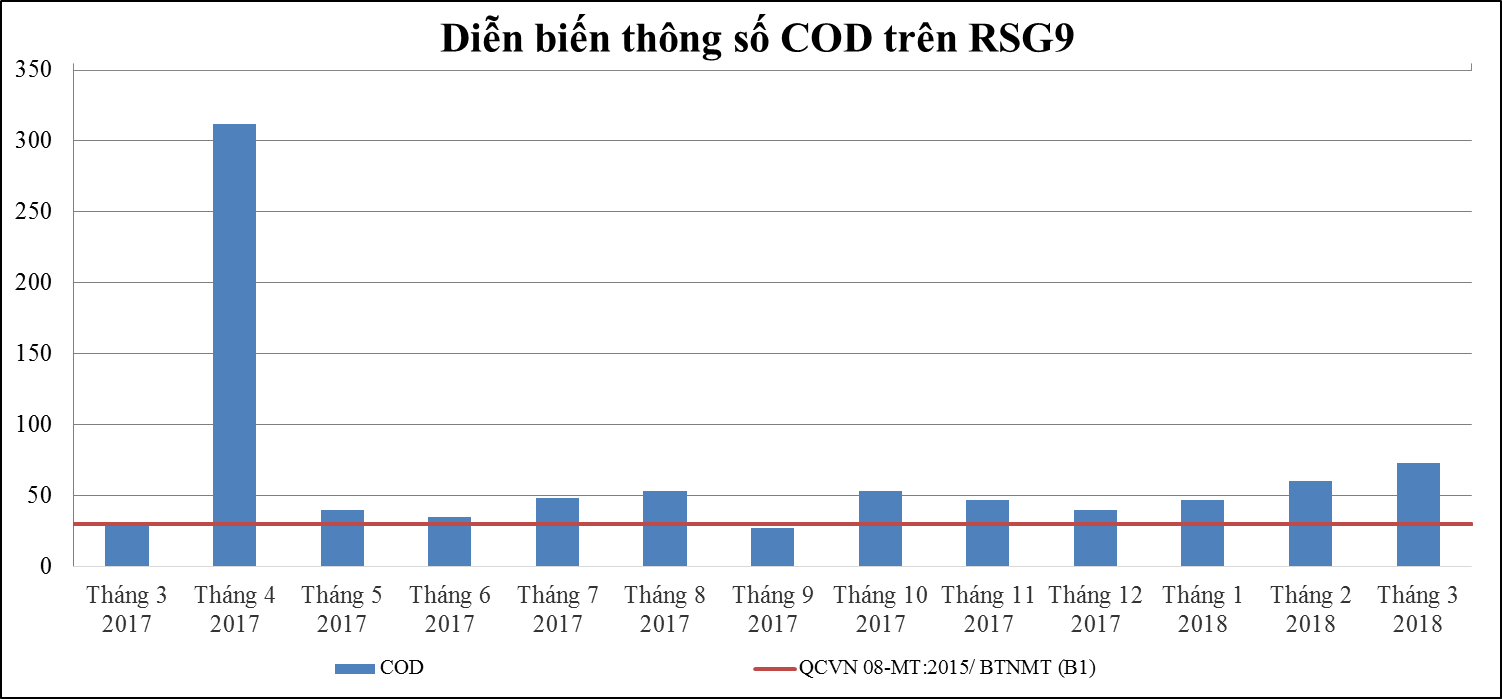 Diễn biến thông số COD trên RSG9
350
300
250
200
150
100
50
0
Tháng 3 Tháng 4 Tháng 5 Tháng 6 Tháng 7 Tháng 8 Tháng 9 Tháng 10 Tháng 11 Tháng 12 Tháng 1 Tháng 2 Tháng 3
2017 2017 2017 2017 2017 2017 2017 2017 2017 2017 2018 2018 2018
COD QCVN 08-MT:2015/ BTNMT (B1)